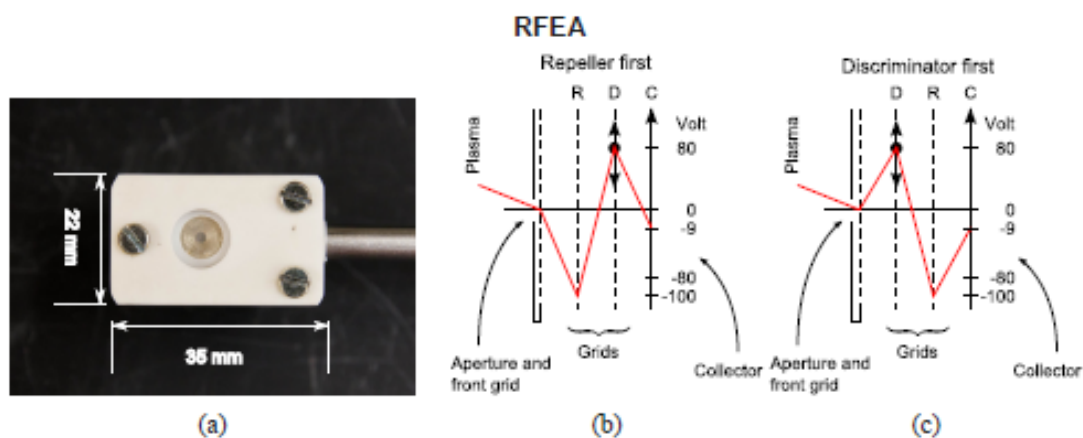 RFEA
22 mm
35 mm
(a)
Repeller first
R D C
Plasma
Volt
80
0
-9
-80
-100
Aperture and
front grid
Grids
Collector
(b)
Discriminator first
D R C
Plasma
Volt
80
0
-9
-80
-100
Aperture and
front grid
Grids
Collector
(c)